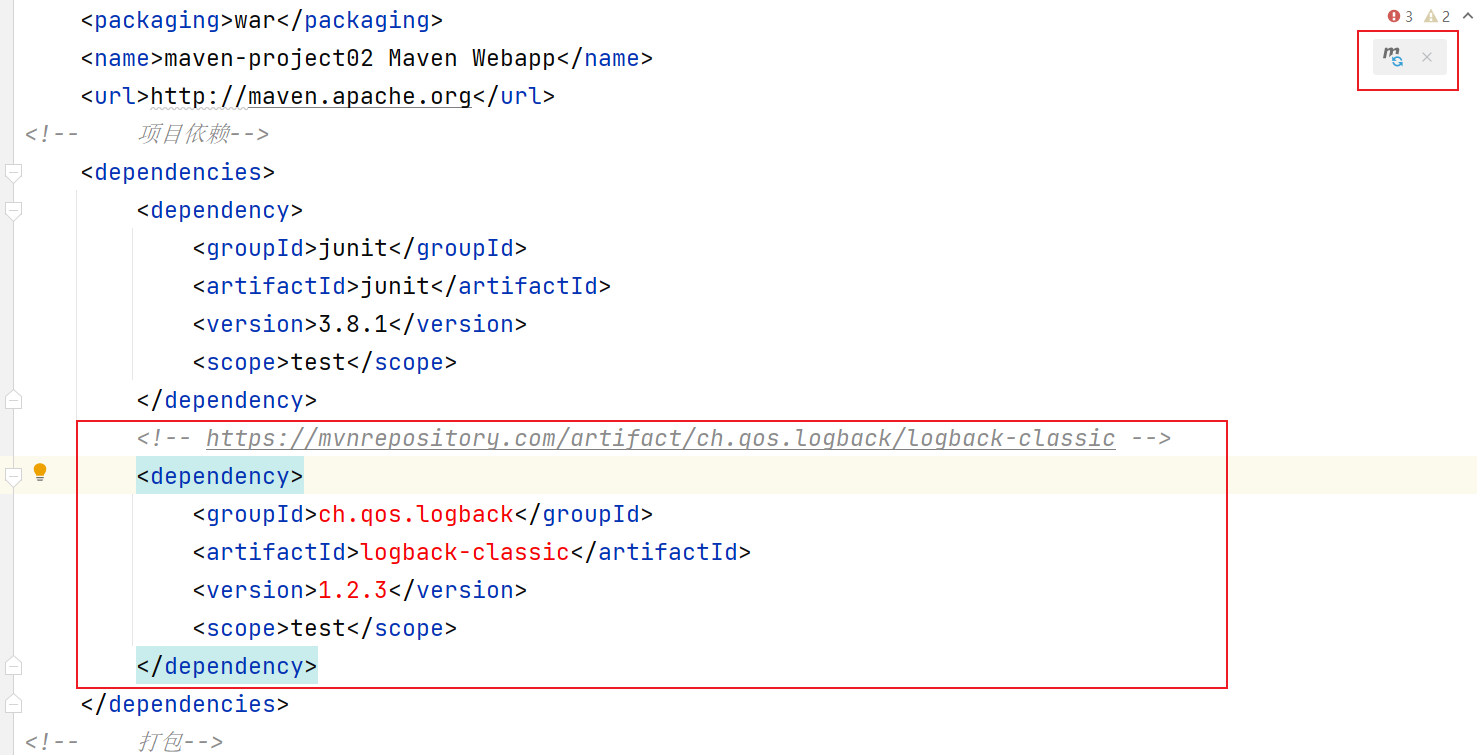 <packaging>war</packaging>
3 2
<name>maven-project02 Maven Webapp</name>
m
<url>http://maven.apache.org</url>
<!-- 项目依赖-->
<dependencies>
<dependency>
<groupId>junit</groupId>
<artifactId>junit</artifactId>
<version>3.8.1</version>
<scope>test</scope>
</dependency>
<!-- https://mvnrepository.com/artifact/ch.qos.logback/logback-classic -->
<dependency>
<groupId>ch.qos.logback</groupId>
<artifactId>logback-classic</artifactId>
<version>1.2.3</version>
<scope>test</scope>
</dependency>
</dependencies>
<!-- 打包-->